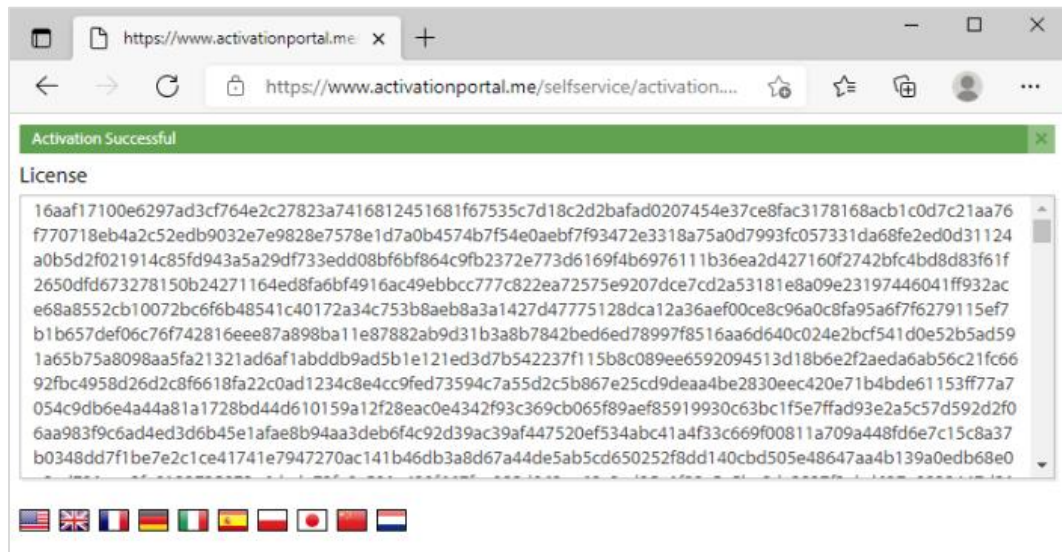 https://www.activationportal.me
https://www.activationportal.me/selfservice/activation....
Activation Successful
License
16aaf17100e6297ad3cf764e2c27823a7416812451681f67535c7d18c2d2bafad0207454e37ce8fac3178168acb1c0d7c21aa76
f770718eb4a2c52edb9032e7e9828e7578e1d7a0b4574b7f54e0aebf7f93472e3318a75a0d7993fc057331da68fe2ed0d31124
a0b5d2f021914c85fd943a5a29df733edd08bf6bf864c9fb2372e773d6169f4b6976111b36ea2d427160f2742bfc4bd8d83f61f
2650dfd673278150b24271164ed8fa6bf4916ac49ebbcc777c822ea72575e9207dce7cd2a53181e8a09e23197446041ff932ac
e68a8552cb10072bc6f6b48541c40172a34c753b8aeb8a3a1427d47775128dca12a36aef00ce8c96a0c8fa95a6f7f6279115ef7
b1b657def06c76f742816eee87a898ba11e87882ab9d31b3a8b7842bed6ed78997f8516aa6d640c024e2bcf541d0e52b5ad59
1a65b75a8098aa5fa21321ad6af1abddb9ad5b1e121ed3d7b542237f115b8c089ee6592094513d18b6e2f2aeda6ab56c21fc66
92fbc4958d26d2c8f6618fa22c0ad1234c8e4cc9fed73594c7a55d2c5b867e25cd9deaa4be2830eec420e71b4bde61153ff77a7
054c9db6e4a44a81a1728bd44d610159a12f28eac0e4342f93c369cb065f89aef85919930c63bc1f5e7ffad93e2a5c57d592d2f0
6aa983f9c6ad4ed3d6b45e1afae8b94aa3deb6f4c92d39ac39af447520ef534abc41a4f33c669f00811a709a448fd6e7c15c8a37
b0348dd7f1be7e2c1ce41741e7947270ac141b46db3a8d67a44de5ab5cd650252f8dd140cbd505e48647aa4b139a0edb68e0